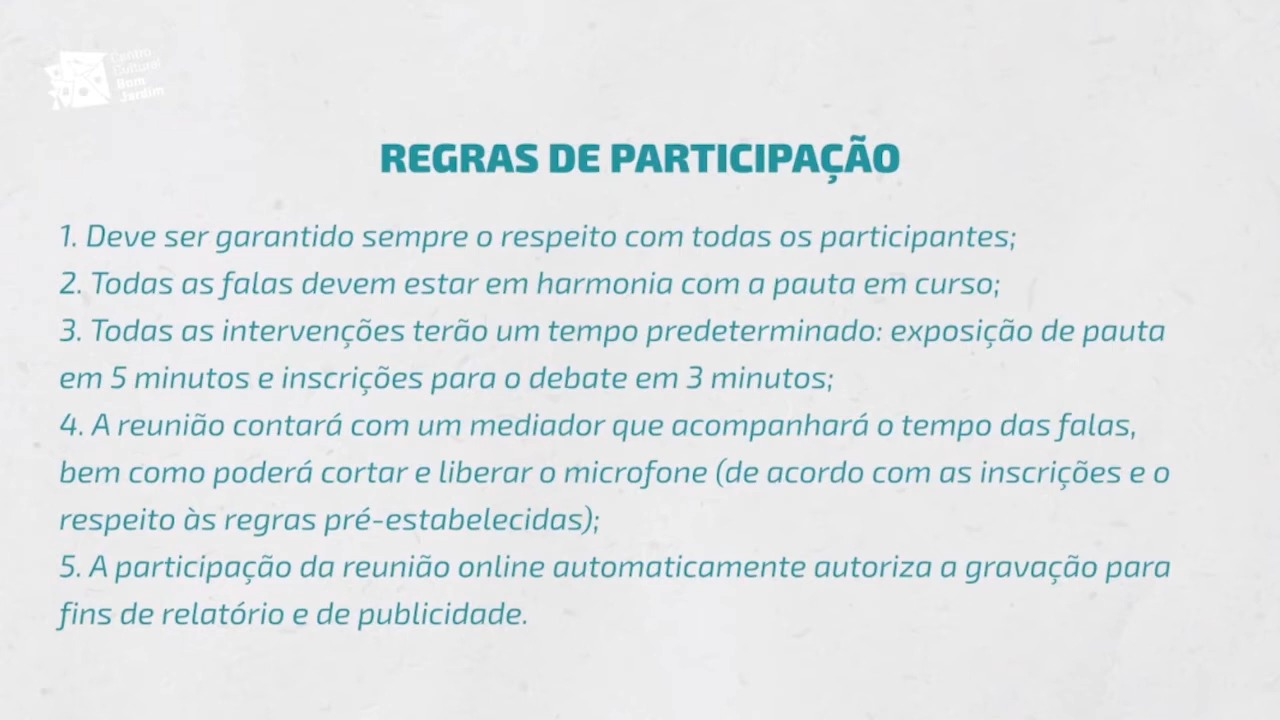 Centro
Cultural
Bom
Jardim
REGRAS DE PARTICIPAÇÃO
1. Deve ser garantido sempre o respeito com todas os participantes;
2. Todas as falas devem estar em harmonia com a pauta em curso;
3. Todas as intervenções terão um tempo predeterminado: exposição de pauta
em 5 minutos e inscrições para o debate em 3 minutos;
4. A reunião contará com um mediador que acompanhará o tempo das falas,
bem como poderá cortar e liberar o microfone (de acordo com as inscrições e o
respeito às regras pré-estabelecidas);
5. A participação da reunião online automaticamente autoriza a gravação para
fins de relatório e de publicidade.